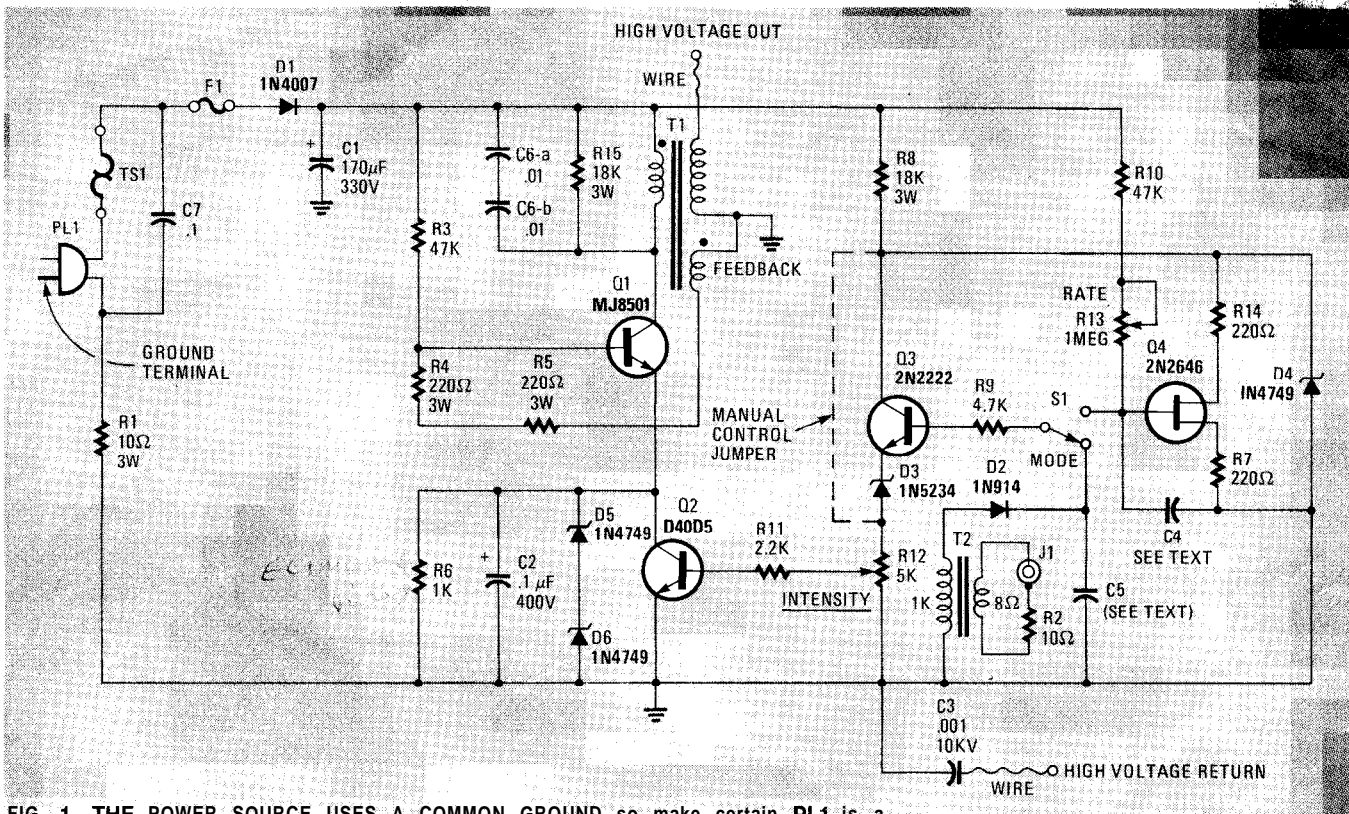 HIGH VOLTAGE OUT
WIRE
F1
D1
1N4007
TS1
C7
.1
PL1
GROUND
TERMINAL
R1
10Ω
3W
+
C1
170µF
330V
R3
47K
C6-a
.01
C6-b
.01
R15
18K
3W
T1
FEEDBACK
Q1
MJ8501
R4
220Ω
3W
R5
220Ω
3W
R6
1K
+
C2
.1 µF
400V
D5
1N4749
D6
1N4749
Q2
D40D5
R11
2.2K
INTENSITY
R12
5K
MANUAL
CONTROL
JUMPER
R8
18K
3W
Q3
2N2222
D3
1N5234
R9
4.7K
S1
MODE
D2
1N914
T2
1K
8Ω
J1
R2
10Ω
C5
(SEE TEXT)
R10
47K
RATE
R13
1MEG
Q4
2N2646
R14
220Ω
R7
220Ω
D4
IN4749
C4
SEE TEXT
C3
.001
10KV
WIRE
HIGH VOLTAGE RETURN
FIG. 1 THE POWER SOURCE USES A COMMON GROUND so make certain PL1 is a